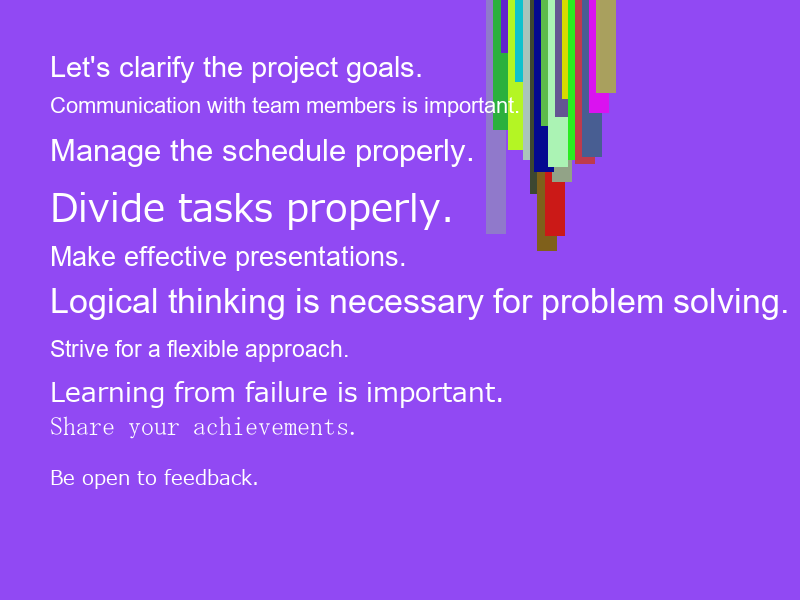 Let's clarify the project goals.
Communication with team members is important.
Manage the schedule properly.
Divide tasks properly.
Make effective presentations.
Logical thinking is necessary for problem solving.
Strive for a flexible approach.
Learning from failure is important.
Share your achievements.
Be open to feedback.